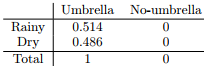 Umbrella No-umbrella
Rainy 0.514 0
Dry 0.486 0
Total 1 0